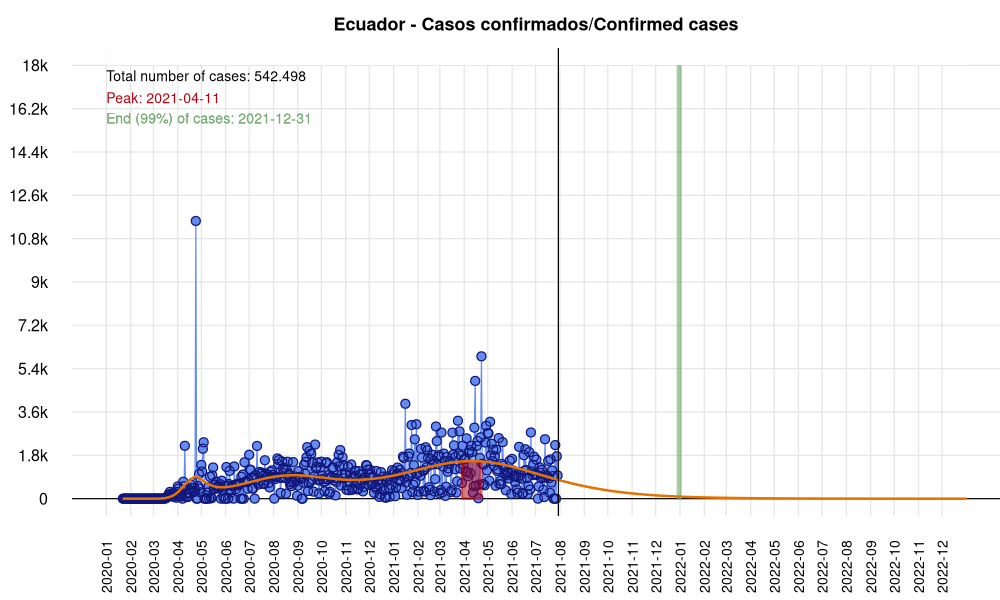 Ecuador - Casos confirmados/Confirmed cases
18k
16.2k
14.4k
12.6k
10.8k
9k
7.2k
5.4k
3.6k
1.8k
0
Total number of cases: 542.498
Peak: 2021-04-11
End (99%) of cases: 2021-12-31
2020-01
2020-02
2020-03
2020-04
2020-05
2020-06
2020-07
2020-08
2020-09
2020-10
2020-11
2020-12
2021-01
2021-02
2021-03
2021-04
2021-05
2021-06
2021-07
2021-08
2021-09
2021-10
2021-11
2021-12
2022-01
2022-02
2022-03
2022-04
2022-05
2022-06
2022-07
2022-08
2022-09
2022-10
2022-11
2022-12